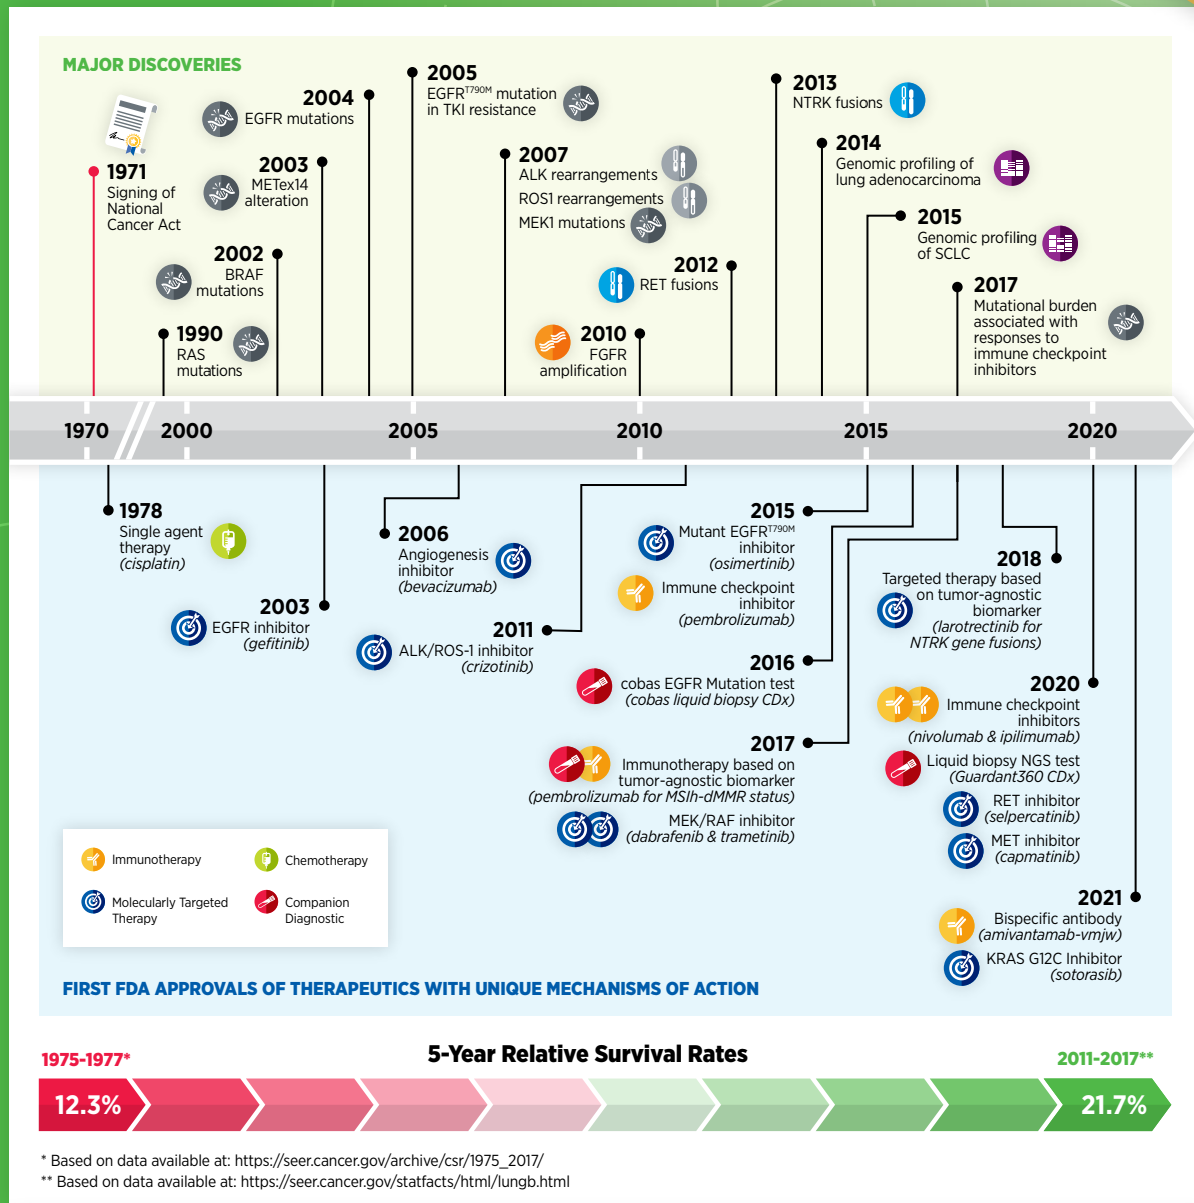 MAJOR DISCOVERIES
1971
Signing of
National
Cancer Act
1990
RAS
mutations
2002
BRAF
mutations
2003
METex14
alteration
2004
EGFR mutations
2005
EGFRT790M mutation
in TKI resistance
2007
ALK rearrangements
ROS1 rearrangements
MEK1 mutations
2010
FGFR
amplification
2012
RET fusions
2013
NTRK fusions
2014
Genomic profiling of
lung adenocarcinoma
2015
Genomic profiling
of SCLC
2017
Mutational burden
associated with
responses to
immune checkpoint
inhibitors
1970 2000 2005 2010 2015 2020
1978
Single agent
therapy
(cisplatin)
2003
EGFR inhibitor
(gefitinib)
2006
Angiogenesis
inhibitor
(bevacizumab)
2011
ALK/ROS-1 inhibitor
(crizotinib)
2015
Mutant EGFRT790M
inhibitor
(osimertinib)
Immune checkpoint
inhibitor
(pembrolizumab)
2016
cobas EGFR Mutation test
(cobas liquid biopsy CDx)
2017
Immunotherapy based on
tumor-agnostic biomarker
(pembrolizumab for MSIh-dMMR status)
MEK/RAF inhibitor
(dabrafenib & trametinib)
2018
Targeted therapy based
on tumor-agnostic
biomarker
(larotrectinib for
NTRK gene fusions)
2020
Immune checkpoint
inhibitors
(nivolumab & ipilimumab)
Liquid biopsy NGS test
(Guardant360 CDx)
RET inhibitor
(selpercatinib)
MET inhibitor
(capmatinib)
2021
Bispecific antibody
(amivantamab-vmjw)
KRAS G12C Inhibitor
(sotorasib)
Immunotherapy
Chemotherapy
Molecularly Targeted
Therapy
Companion
Diagnostic
FIRST FDA APPROVALS OF THERAPEUTICS WITH UNIQUE MECHANISMS OF ACTION
5-Year Relative Survival Rates
1975-1977*
2011-2017**
12.3%
21.7%
* Based on data available at: https://seer.cancer.gov/archive/csr/1975_2017/
** Based on data available at: https://seer.cancer.gov/statfacts/html/lungb.html